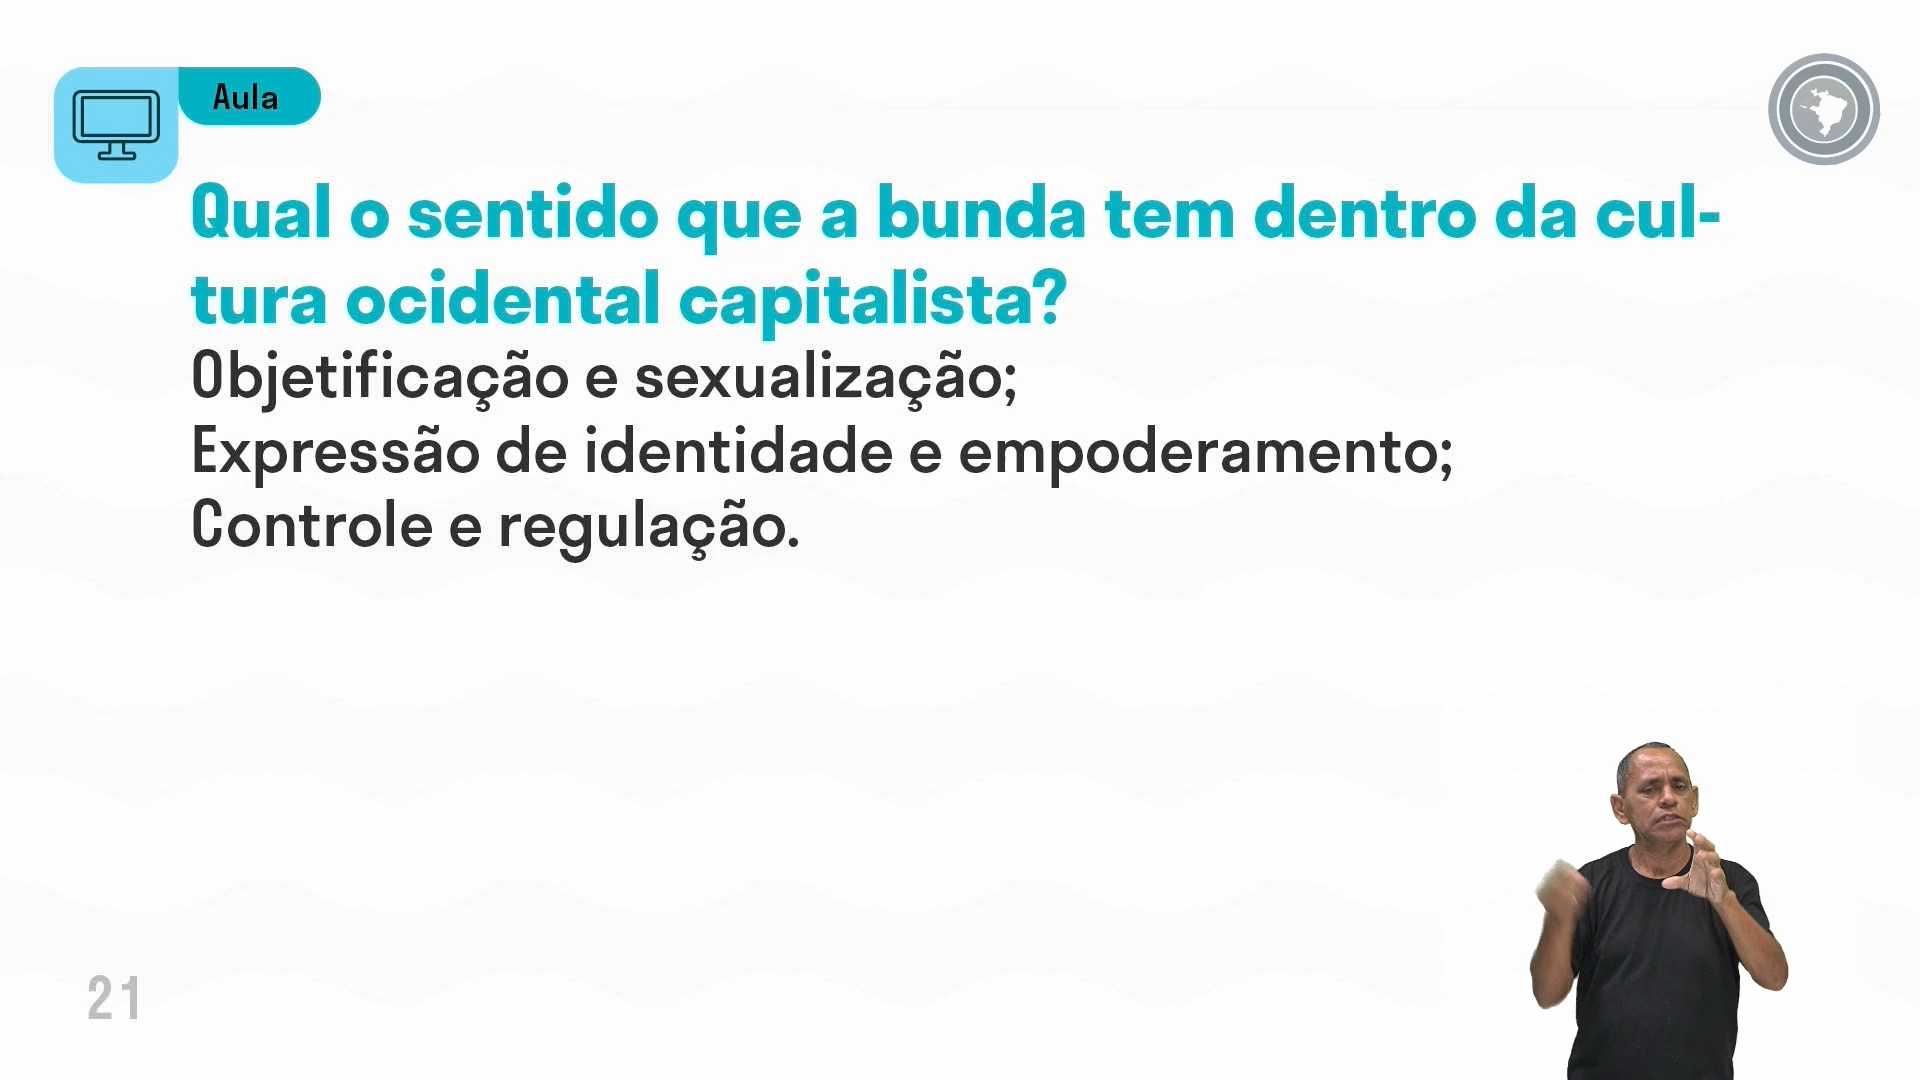 Aula
Qual o sentido que a bunda tem dentro da cul-
tura ocidental capitalista?
Objetificação e sexualização;
Expressão de identidade e empoderamento;
Controle e regulação.
21